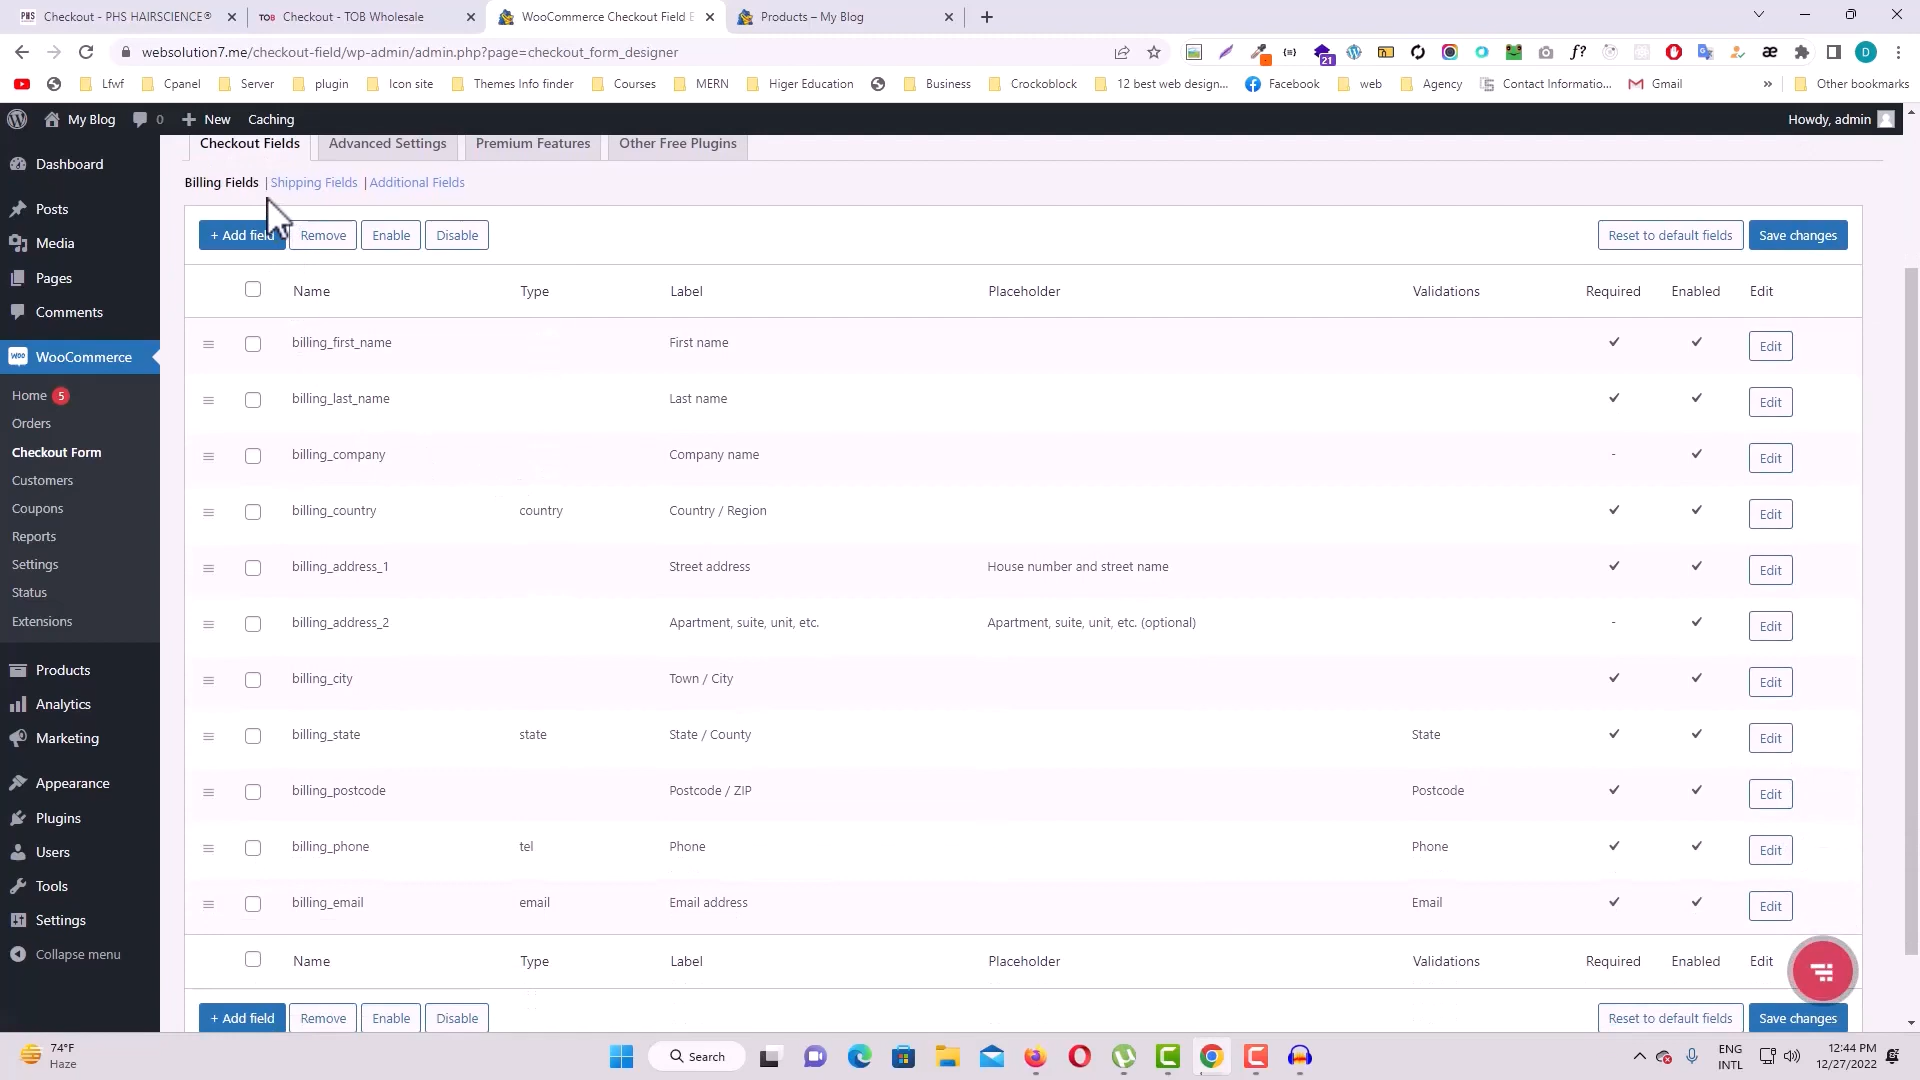 PHS Checkout - PHS HAIRSCIENCE®
TOB Checkout - TOB Wholesale
WooCommerce Checkout Field E
Products – My Blog
websolution7.me/checkout-field/wp-admin/admin.php?page=checkout_form_designer
21
f?
æ
D
Lfwf
Cpanel
Server
plugin
Icon site
Themes Info finder
Courses
MERN
Higer Education
Business
Crockoblock
12 best web design...
Facebook
web
Agency
Contact Informatio...
Gmail
»
Other bookmarks
My Blog
0
New
Caching
Howdy, admin
Checkout Fields
Advanced Settings
Premium Features
Other Free Plugins
Billing Fields | Shipping Fields | Additional Fields
+ Add field
Remove
Enable
Disable
Reset to default fields
Save changes
Name Type Label Placeholder Validations Required Enabled Edit
billing_first_name First name ✔ ✔ Edit
billing_last_name Last name ✔ ✔ Edit
billing_company Company name - ✔ Edit
billing_country country Country / Region ✔ ✔ Edit
billing_address_1 Street address House number and street name ✔ ✔ Edit
billing_address_2 Apartment, suite, unit, etc. Apartment, suite, unit, etc. (optional) - ✔ Edit
billing_city Town / City ✔ ✔ Edit
billing_state state State / County State ✔ ✔ Edit
billing_postcode Postcode / ZIP Postcode ✔ ✔ Edit
billing_phone tel Phone Phone ✔ ✔ Edit
billing_email email Email address Email ✔ ✔ Edit
Name Type Label Placeholder Validations Required Enabled Edit
+ Add field
Remove
Enable
Disable
Reset to default fields
Save changes
Dashboard
Posts
Media
Pages
Comments
WooCommerce
Home 5
Orders
Checkout Form
Customers
Coupons
Reports
Settings
Status
Extensions
Products
Analytics
Marketing
Appearance
Plugins
Users
Tools
Settings
Collapse menu
74°F
Haze
Search
ENG
INTL
12:44 PM
12/27/2022